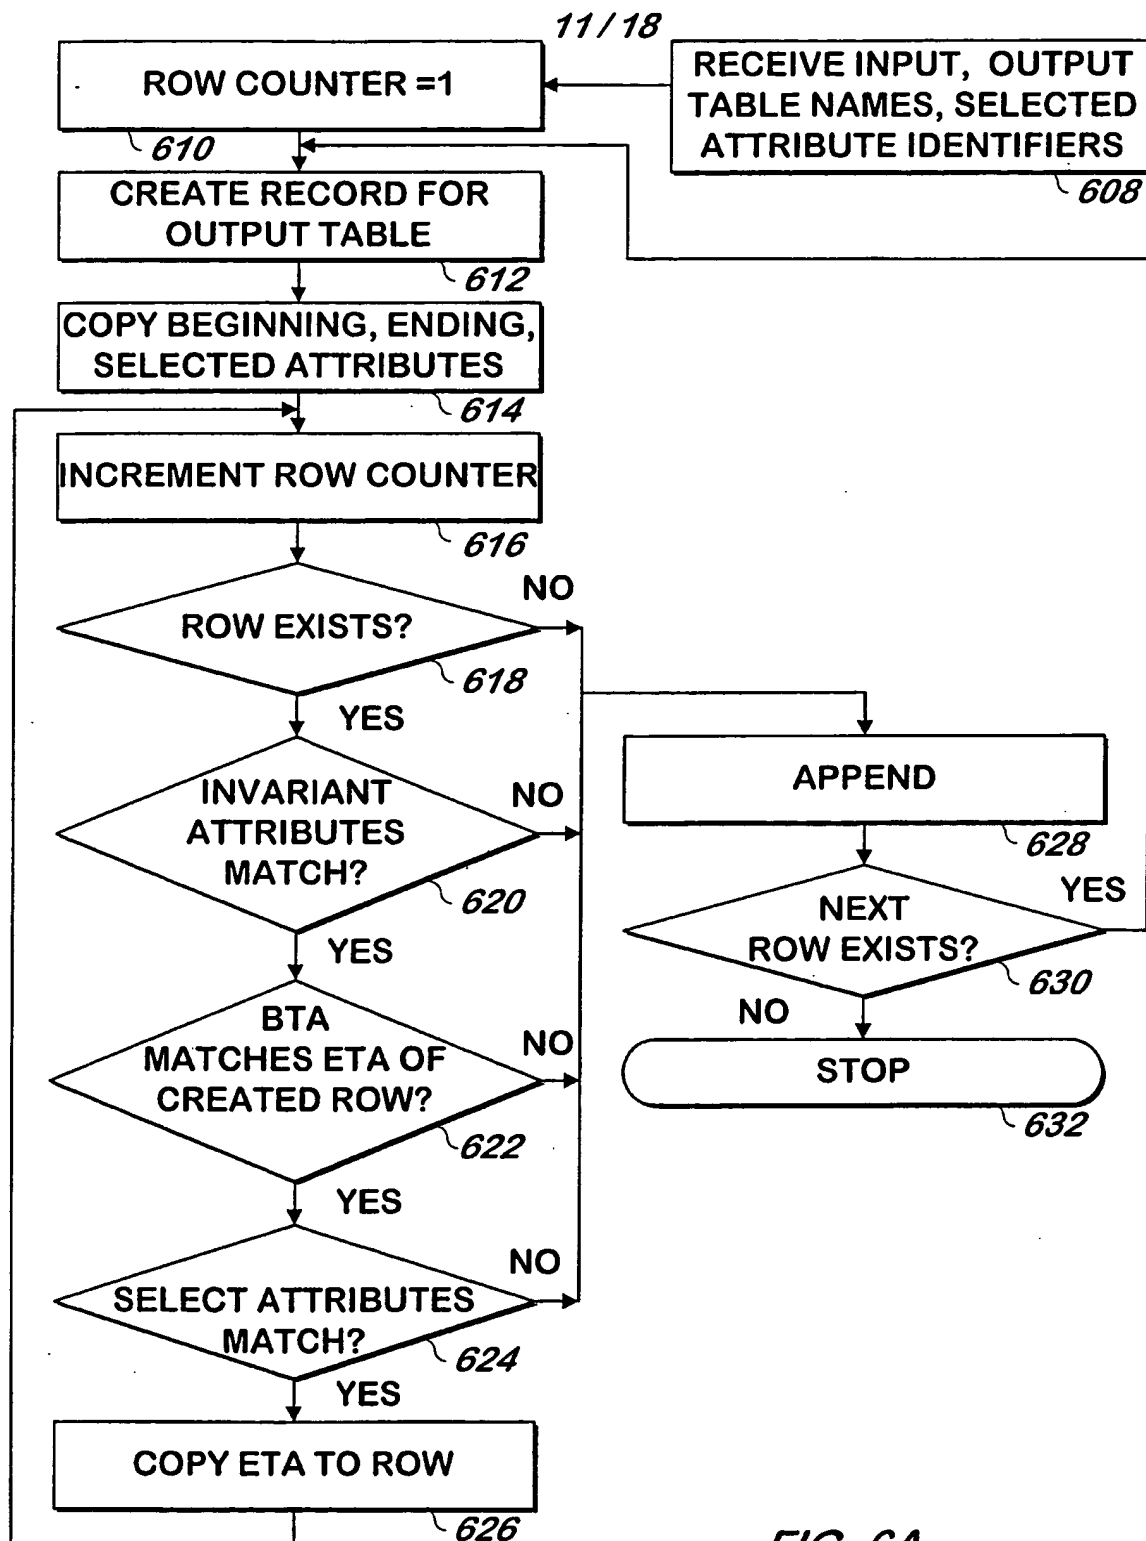 11/18
ROW COUNTER =1
610
RECEIVE INPUT, OUTPUT
TABLE NAMES, SELECTED
ATTRIBUTE IDENTIFIERS
608
CREATE RECORD FOR
OUTPUT TABLE
612
COPY BEGINNING, ENDING,
SELECTED ATTRIBUTES
614
INCREMENT ROW COUNTER
616
ROW EXISTS?
NO
618
YES
INVARIANT
ATTRIBUTES
MATCH?
NO
620
YES
BTA
MATCHES ETA OF
CREATED ROW?
NO
622
YES
SELECT ATTRIBUTES
MATCH?
NO
624
YES
COPY ETA TO ROW
626
APPEND
628
NEXT
ROW EXISTS?
YES
630
NO
STOP
632
FIG. 6A